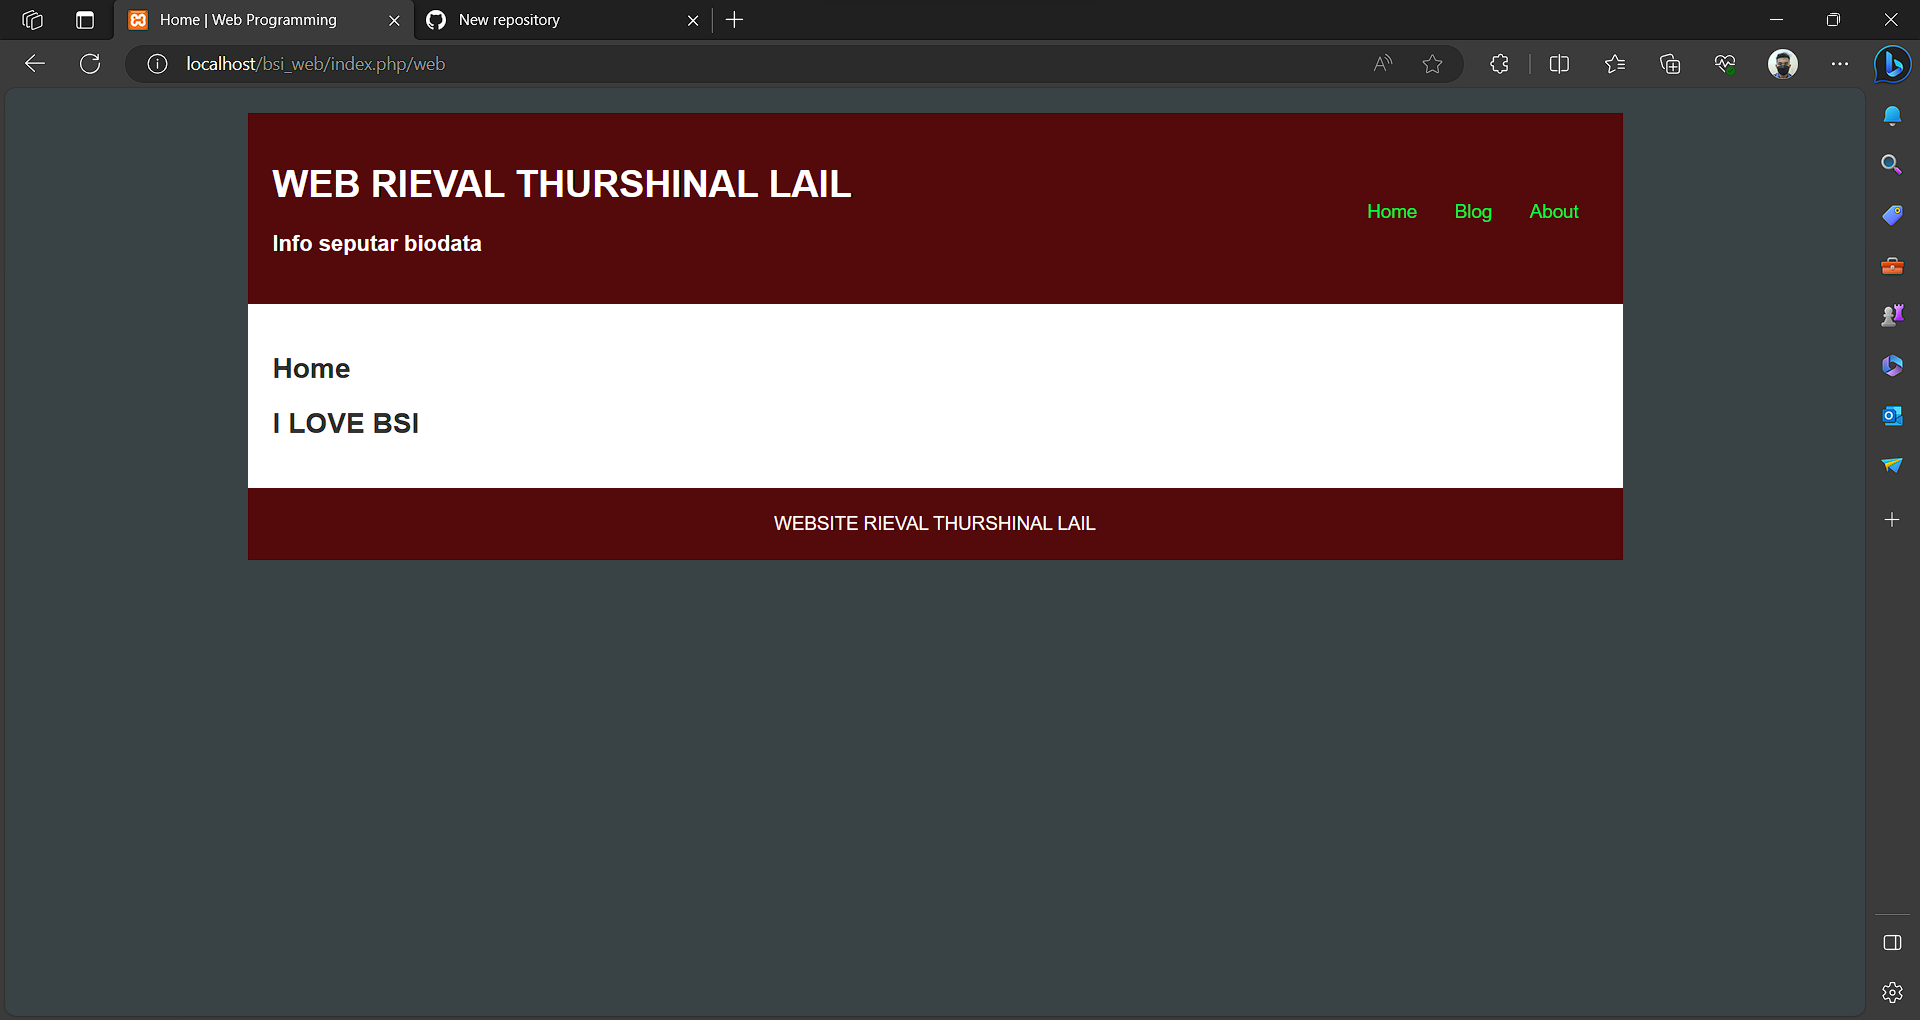 Home | Web Programming
New repository
localhost/bsi_web/index.php/web
WEB RIEVAL THURSHINAL LAIL
Info seputar biodata
Home Blog About
Home
I LOVE BSI
WEBSITE RIEVAL THURSHINAL LAIL